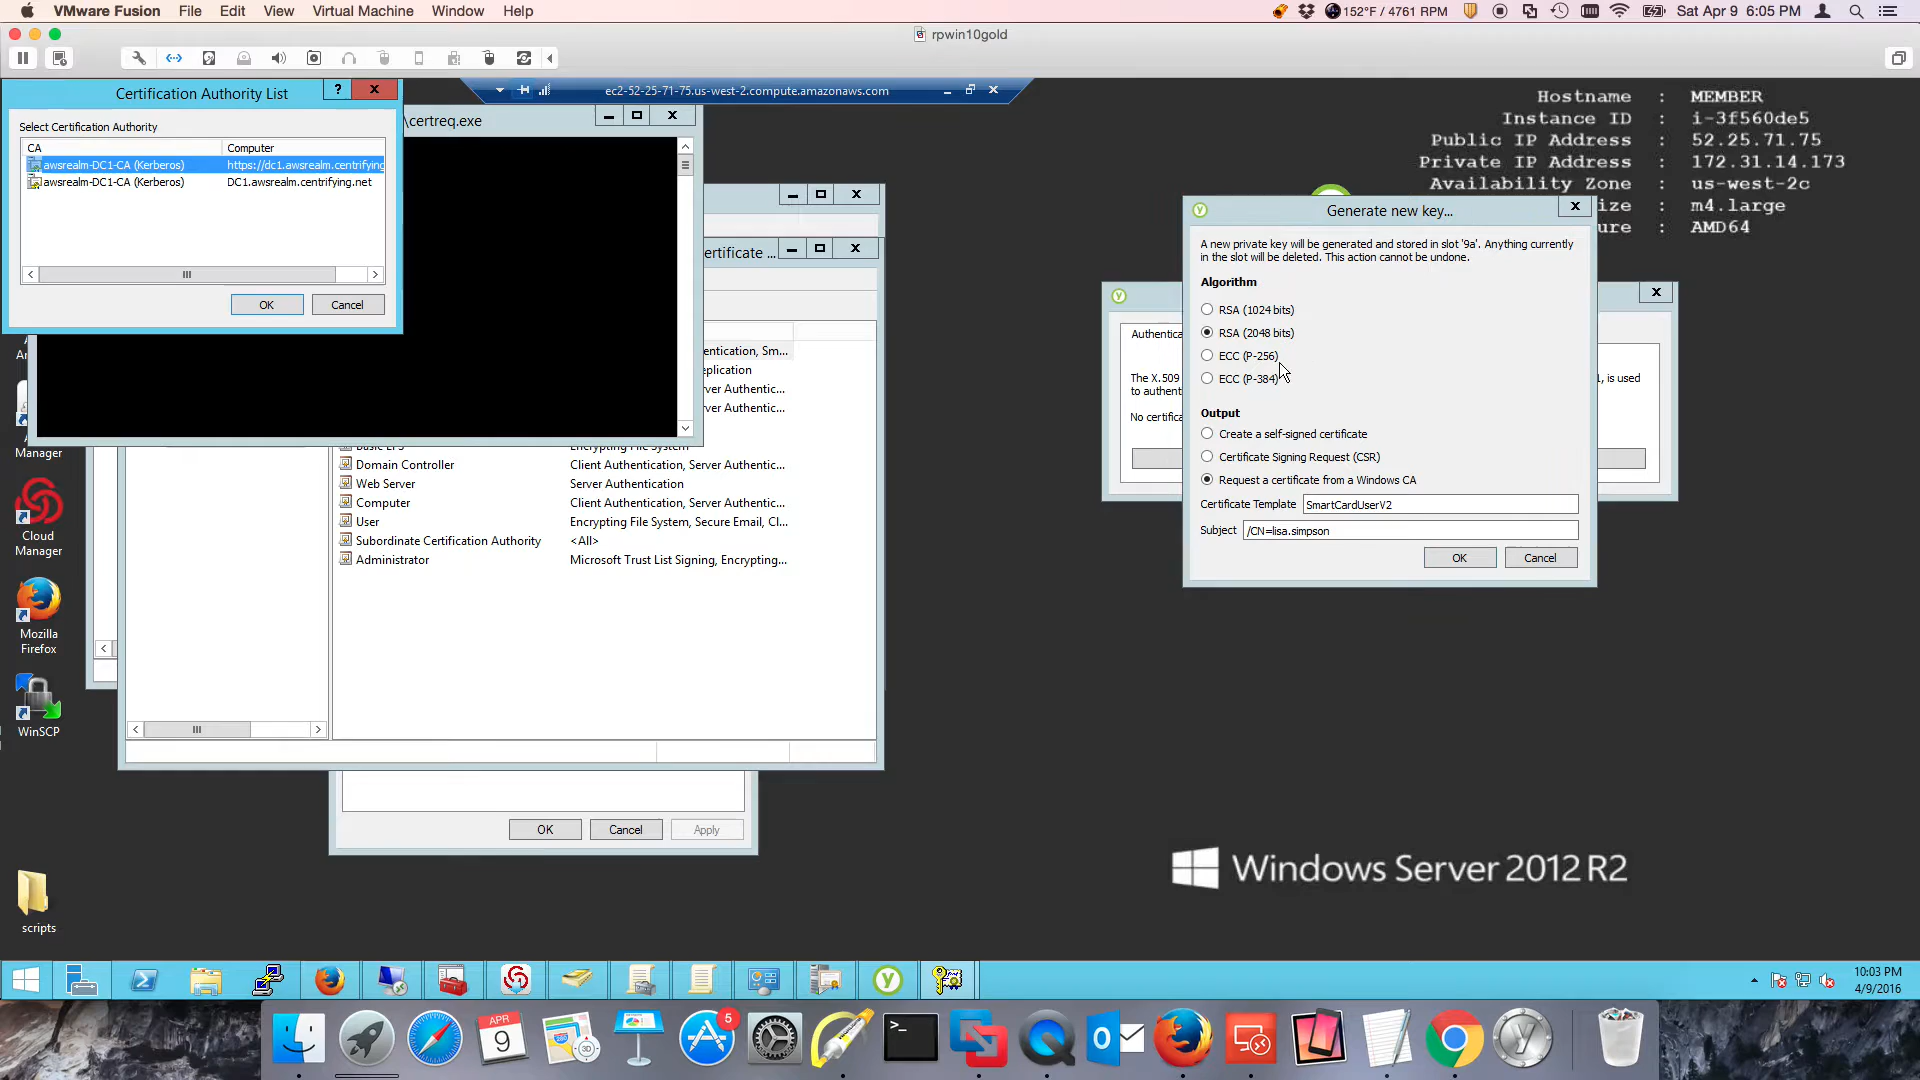 VMware Fusion File Edit View Virtual Machine Window Help
152°F / 4761 RPM Sat Apr 9 6:05 PM
rpwin10gold
Certification Authority List
?
Select Certification Authority
CA Computer
awsrealm-DC1-CA (Kerberos) https://dc1.awsrealm.centrifying
awsrealm-DC1-CA (Kerberos) DC1.awsrealm.centrifying.net
OK Cancel
\certreq.exe
ec2-52-25-71-75.us-west-2.compute.amazonaws.com
Hostname : MEMBER
Instance ID : i-3f560de5
Public IP Address : 52.25.71.75
Private IP Address : 172.31.14.173
Availability Zone : us-west-2c
ize : m4.large
ure : AMD64
ertificate ...
entication, Sm...
eplication
ver Authentic...
ver Authentic...
Encrypting File System
Domain Controller Client Authentication, Server Authentic...
Web Server Server Authentication
Computer Client Authentication, Server Authentic...
User Encrypting File System, Secure Email, Cl...
Subordinate Certification Authority <All>
Administrator Microsoft Trust List Signing, Encrypting...
OK Cancel Apply
Authentica
The X.509
to authent
No certifica
1, is used
Generate new key...
A new private key will be generated and stored in slot '9a'. Anything currently
in the slot will be deleted. This action cannot be undone.
Algorithm
RSA (1024 bits)
RSA (2048 bits)
ECC (P-256)
ECC (P-384)
Output
Create a self-signed certificate
Certificate Signing Request (CSR)
Request a certificate from a Windows CA
Certificate Template SmartCardUserV2
Subject /CN=lisa.simpson
OK Cancel
Manager
Cloud
Manager
Mozilla
Firefox
WinSCP
scripts
Windows Server 2012 R2
10:03 PM
4/9/2016
APR
9
3D
5